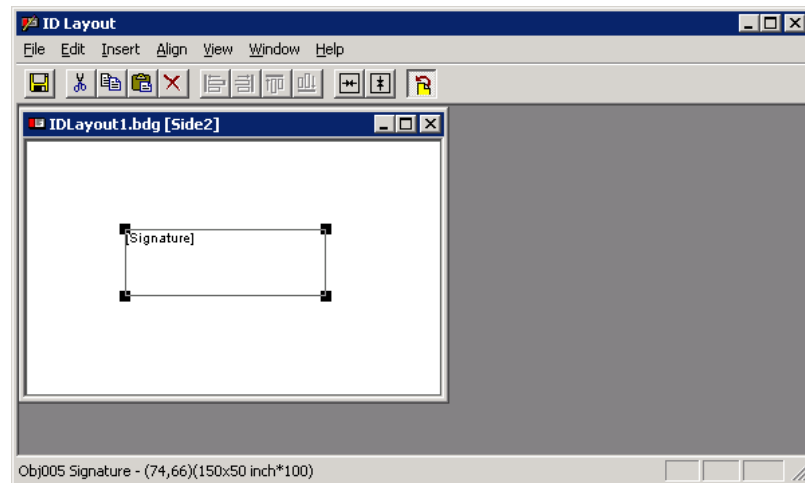 ID Layout
File Edit Insert Align View Window Help
IDLayout1.bdg [Side2]
[Signature]
Obj005 Signature - (74,66)(150x50 inch*100)